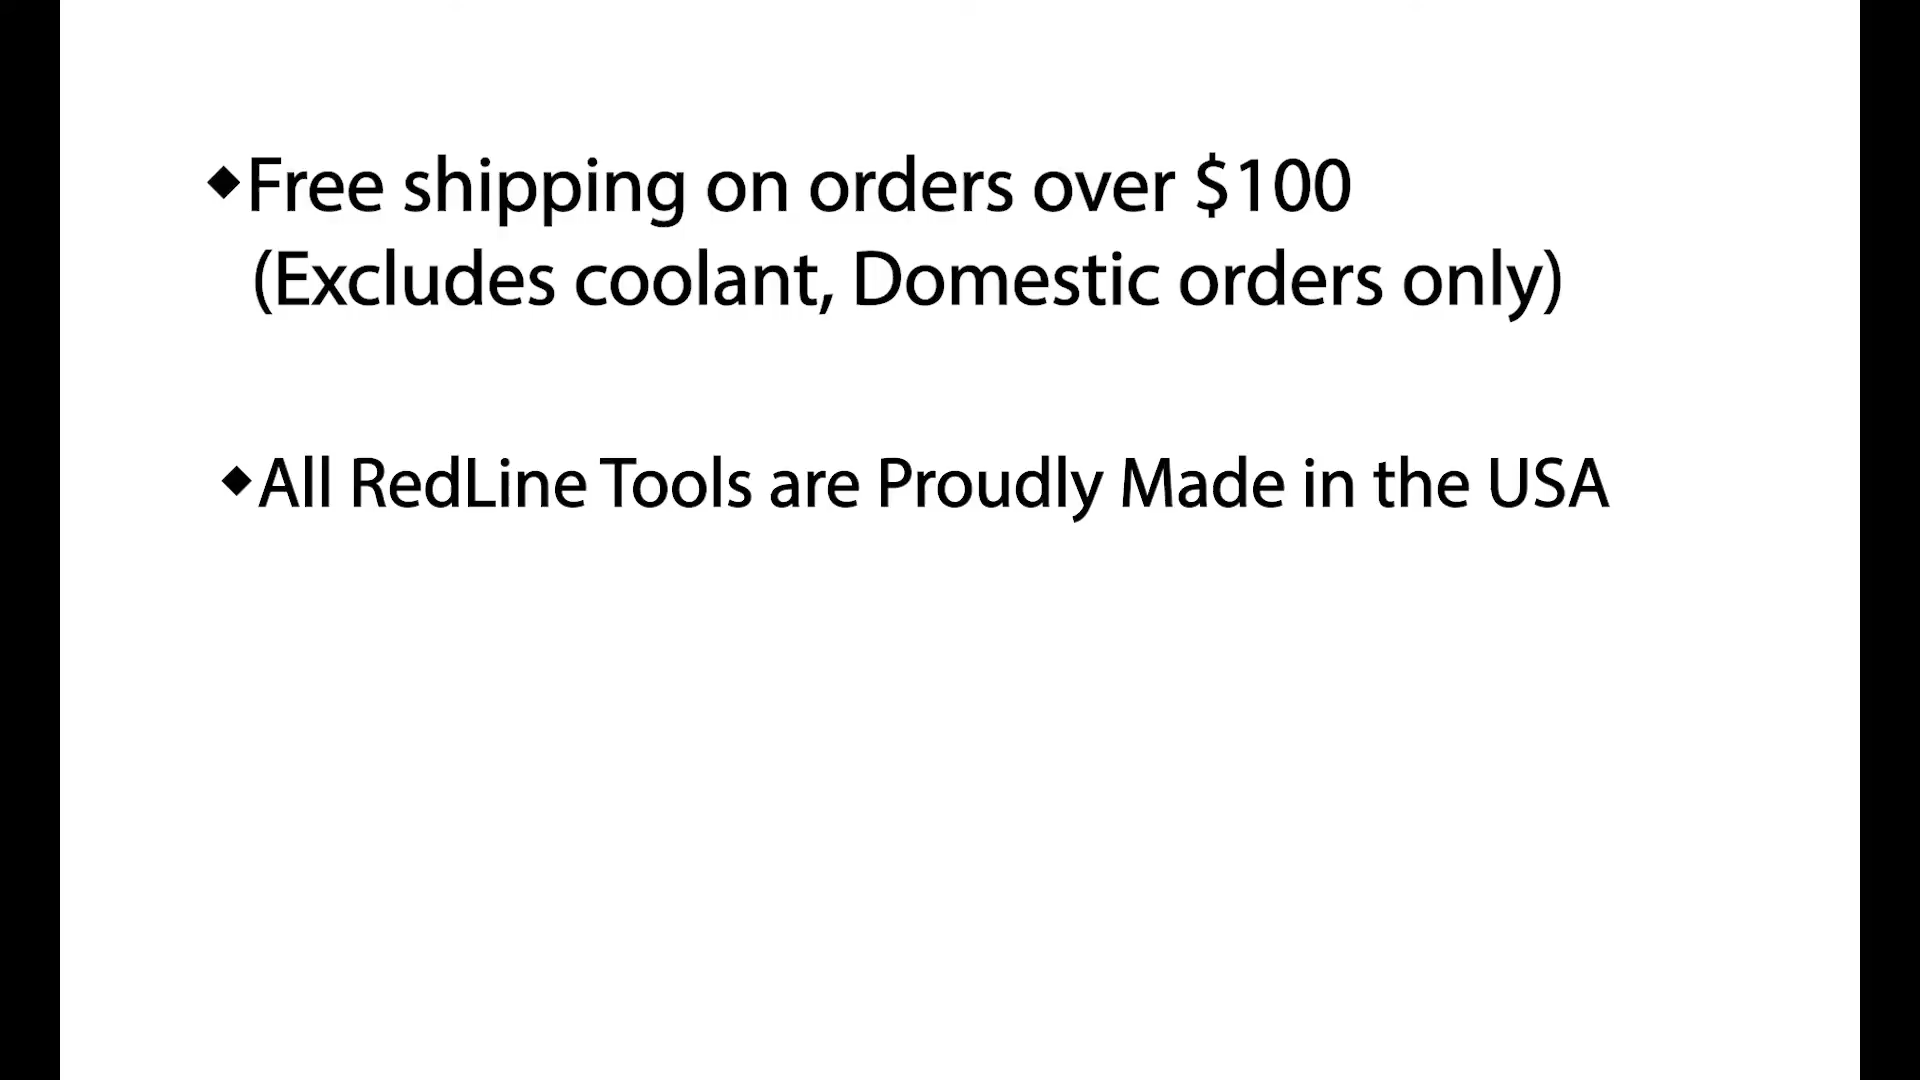 ◆Free shipping on orders over $100
(Excludes coolant, Domestic orders only)
◆All RedLine Tools are Proudly Made in the USA